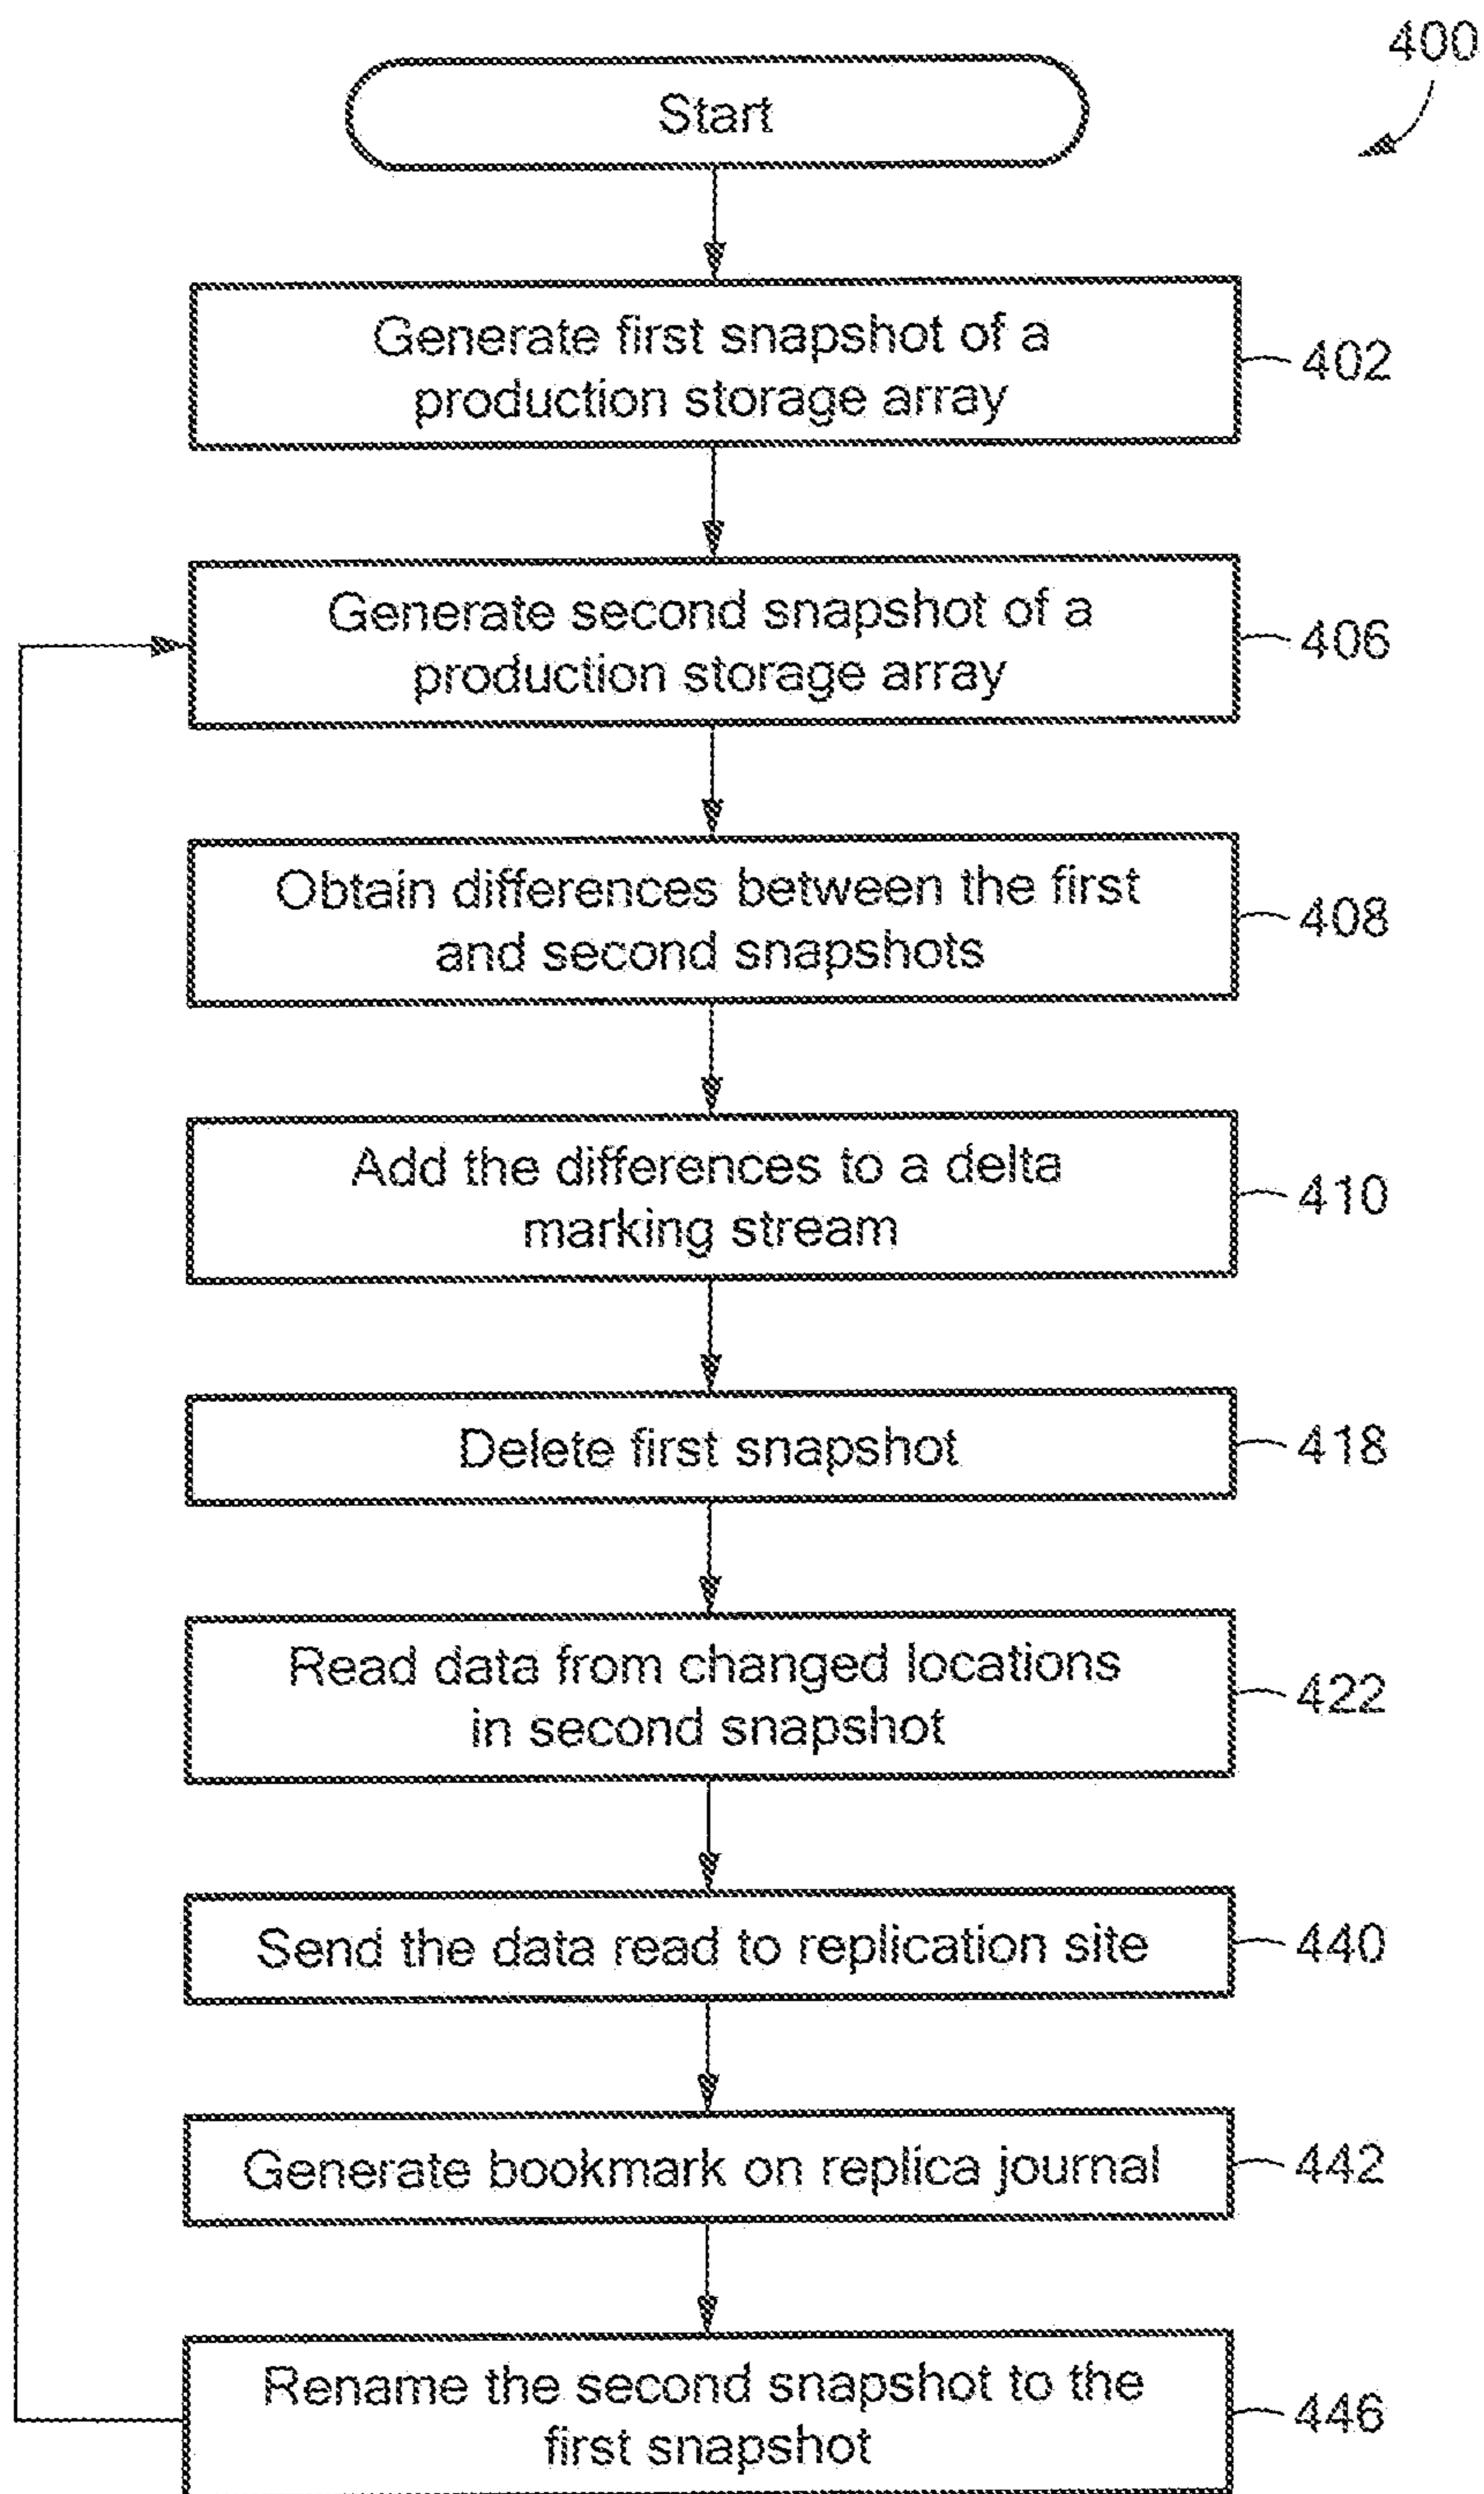 400
Start
Generate first snapshot of a
production storage array
402
Generate second snapshot of a
production storage array
406
Obtain differences between the first
and second snapshots
408
Add the differences to a delta
marking stream
410
Delete first snapshot
418
Read data from changed locations
in second snapshot
422
Send the data read to replication site
440
Generate bookmark on replica journal
442
Rename the second snapshot to the
first snapshot
446